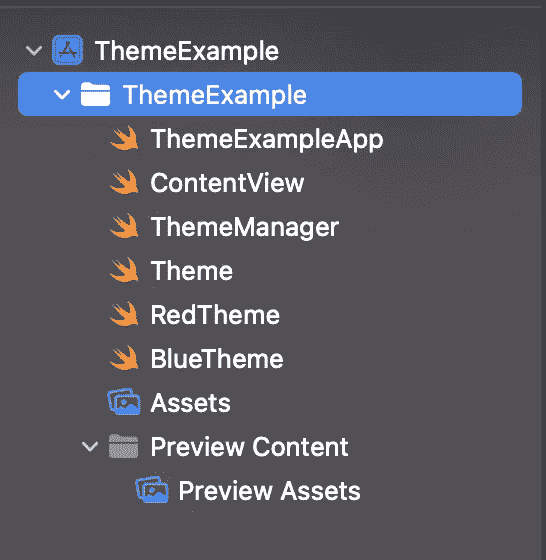 ThemeExample
ThemeExample
ThemeExampleApp
ContentView
ThemeManager
Theme
RedTheme
BlueTheme
Assets
Preview Content
Preview Assets